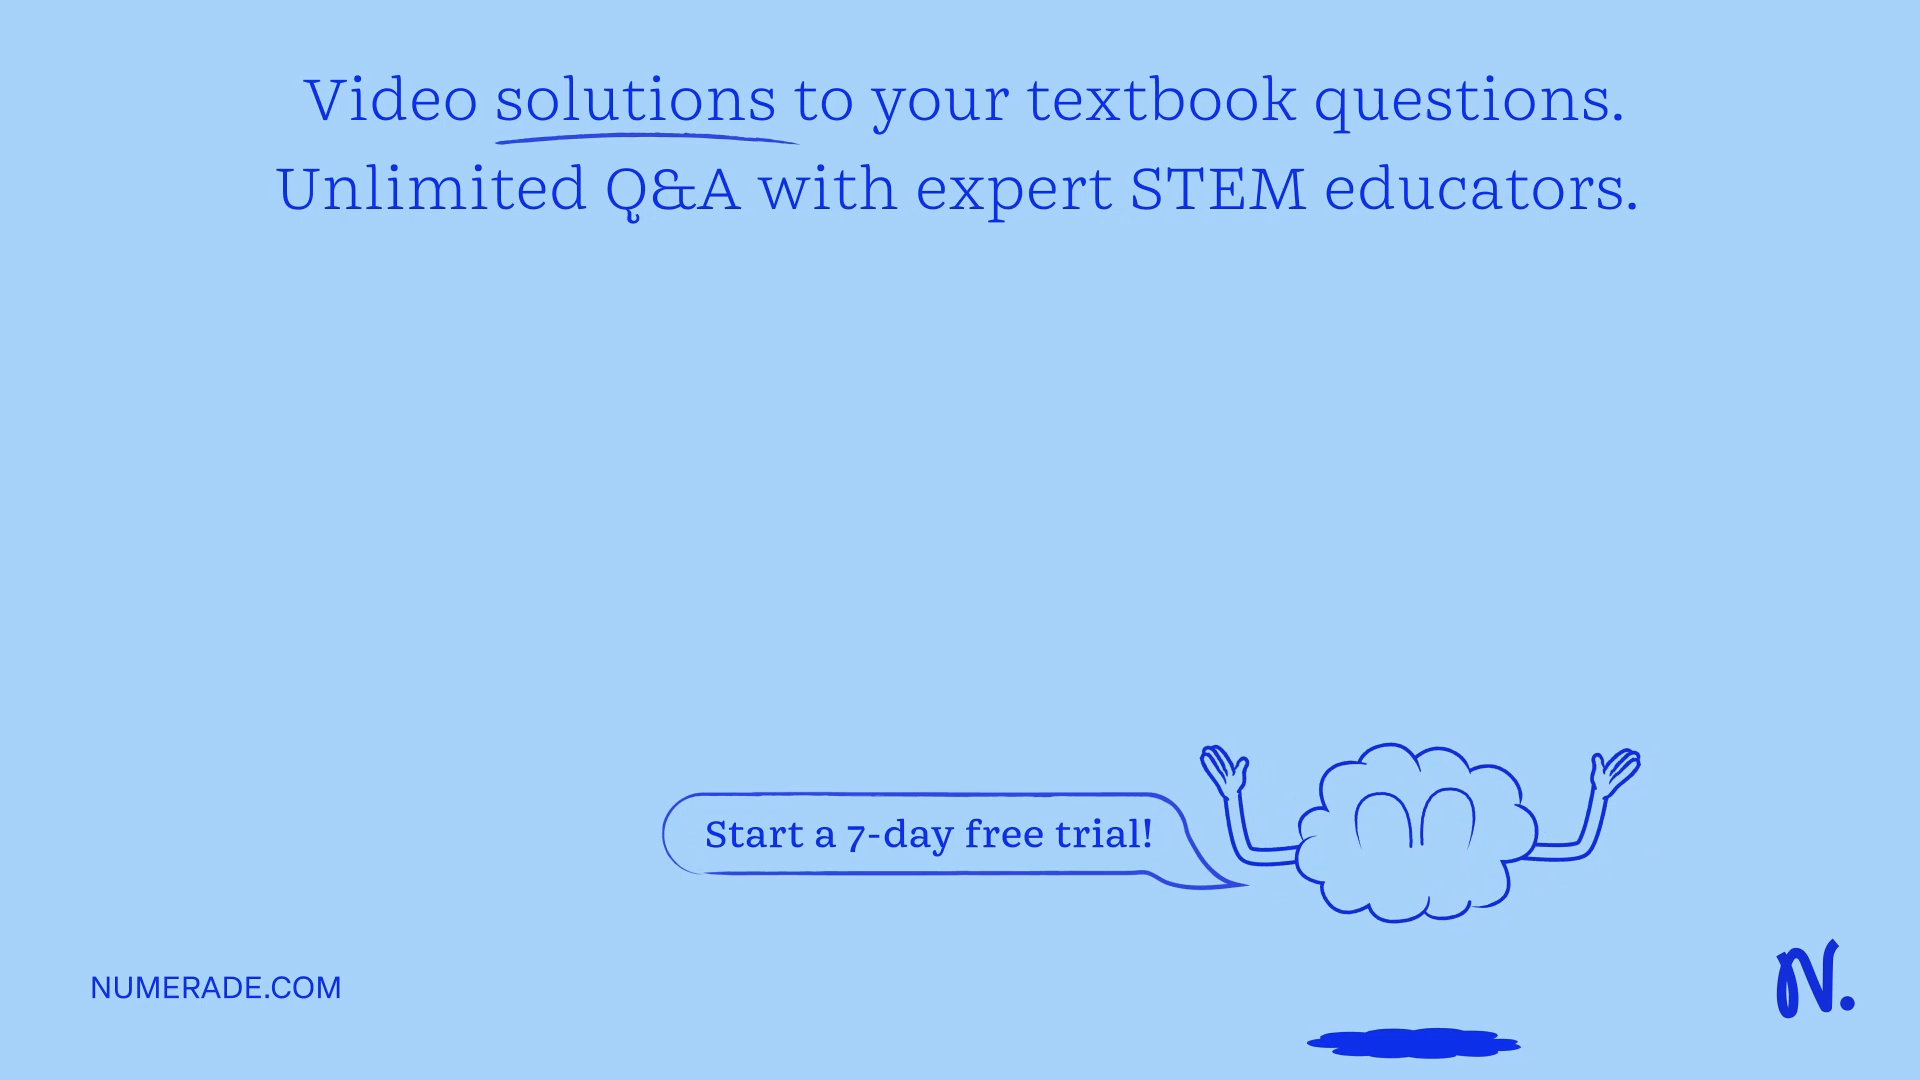 Video solutions to your textbook questions.
Unlimited Q&A with expert STEM educators.
Start a 7-day free trial!
NUMERADE.COM
N.